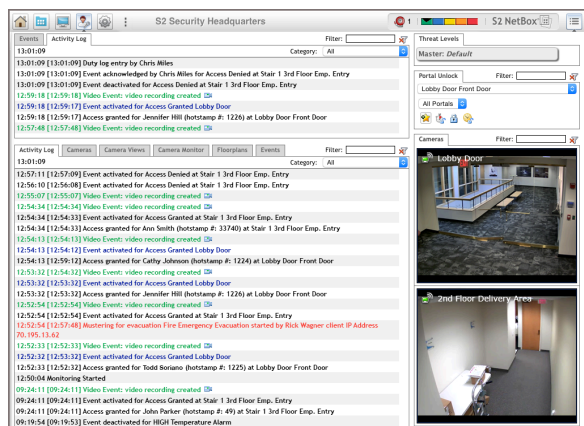 S2 Security Headquarters
1
S2 NetBox
Events
Activity Log
Filter:
13:01:09
Category: All
13:01:09 [13:01:09] Duty log entry by Chris Miles
13:01:09 [13:01:09] Event acknowledged by Chris Miles for Access Denied at Stair 1 3rd Floor Emp. Entry
13:01:09 [13:01:09] Event deactivated for Access Denied at Stair 1 3rd Floor Emp. Entry
12:59:18 [12:59:18] Video Event: video recording created
12:59:18 [12:59:17] Event activated for Access Granted Lobby Door
12:59:18 [12:59:17] Access granted for Jennifer Hill (hotstamp #: 1226) at Lobby Door Front Door
12:57:48 [12:57:48] Video Event: video recording created
Activity Log
Cameras
Camera Views
Camera Monitor
Floorplans
Events
Filter:
13:01:09
Category: All
12:57:11 [12:57:09] Event activated for Access Denied at Stair 1 3rd Floor Emp. Entry
12:56:10 [12:56:08] Event activated for Access Denied at Stair 1 3rd Floor Emp. Entry
12:55:07 [12:55:07] Video Event: video recording created
12:54:34 [12:54:34] Video Event: video recording created
12:54:34 [12:54:33] Event activated for Access Granted at Stair 1 3rd Floor Emp. Entry
12:54:34 [12:54:33] Access granted for Ann Smith (hotstamp #: 33740) at Stair 1 3rd Floor Emp. Entry
12:54:13 [12:54:13] Video Event: video recording created
12:54:13 [12:54:12] Event activated for Access Granted Lobby Door
12:54:13 [12:59:12] Access granted for Cathy Johnson (hotstamp #: 1224) at Lobby Door Front Door
12:53:32 [12:54:32] Video Event: video recording created
12:53:32 [12:53:32] Event activated for Access Granted Lobby Door
12:53:32 [12:53:32] Access granted for Jennifer Hill (hotstamp #: 1226) at Lobby Door Front Door
12:52:54 [12:52:54] Video Event: video recording created
12:52:54 [12:52:54] Event activated for Access Granted at Stair 1 3rd Floor Emp. Entry
12:52:54 [12:57:48] Mustering for evacuation Fire Emergency Evacuation started by Rick Wagner client IP Address
70.195.13.62
12:52:33 [12:52:33] Video Event: video recording created
12:52:32 [12:53:32] Event activated for Access Granted Lobby Door
12:52:33 [12:52:33] Access granted for Todd Soriano (hotstamp #: 1225) at Lobby Door Front Door
12:50:04 Monitoring Started
09:24:11 [09:24:11] Video Event: video recording created
09:24:11 [09:24:11] Event activated for Access Granted at Stair 1 3rd Floor Emp. Entry
09:24:11 [09:24:11] Access granted for John Parker (hotstamp #: 49) at Stair 1 3rd Floor Emp. Entry
09:19:54 [09:19:53] Event deactivated for HIGH Temperature Alarm
Threat Levels
Master: Default
Portal Unlock
Filter:
Lobby Door Front Door
All Portals
Cameras
Filter:
Lobby Door
2nd Floor Delivery Area